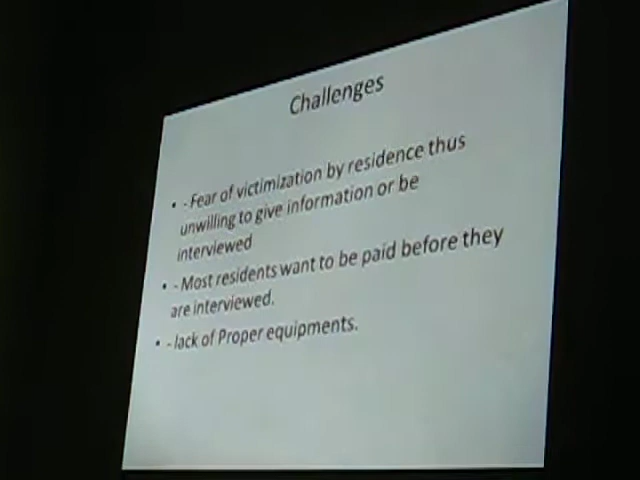 Challenges
• - Fear of victimization by residence thus
unwilling to give information or be
interviewed
• - Most residents want to be paid before they
are interviewed.
• - lack of Proper equipments.